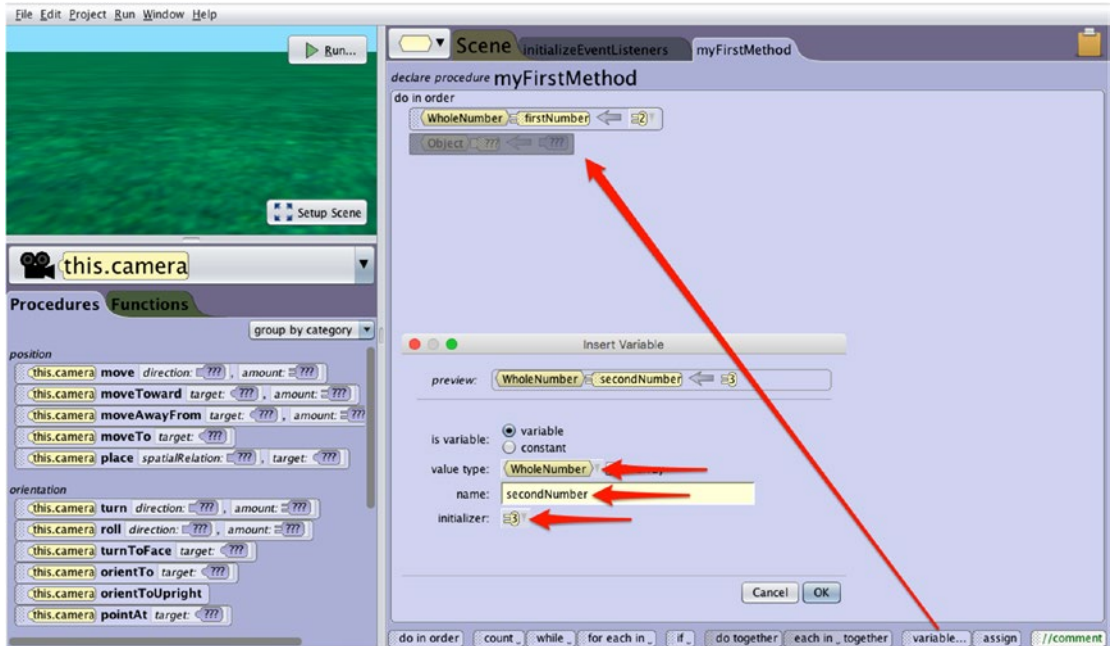 File Edit Project Run Window Help
Run...
Setup Scene
this.camera
Procedures Functions
group by category
position
this.camera move direction: ??? , amount: ???
this.camera moveToward target: ??? , amount: ???
this.camera moveAwayFrom target: ??? , amount: ???
this.camera moveTo target: ???
this.camera place spatialRelation: ??? , target: ???
orientation
this.camera turn direction: ??? , amount: ???
this.camera roll direction: ??? , amount: ???
this.camera turnToFace target: ???
this.camera orientTo target: ???
this.camera orientToUpright
this.camera pointAt target: ???
Scene initializeEventListeners myFirstMethod
declare procedure myFirstMethod
do in order
WholeNumber firstNumber 2
Object ??? ???
Insert Variable
preview: WholeNumber secondNumber 3
is variable: variable
constant
value type: WholeNumber
name: secondNumber
initializer: 3
Cancel OK
do in order count _ while _ for each in _ if _ do together each in _ together variable... assign //comment